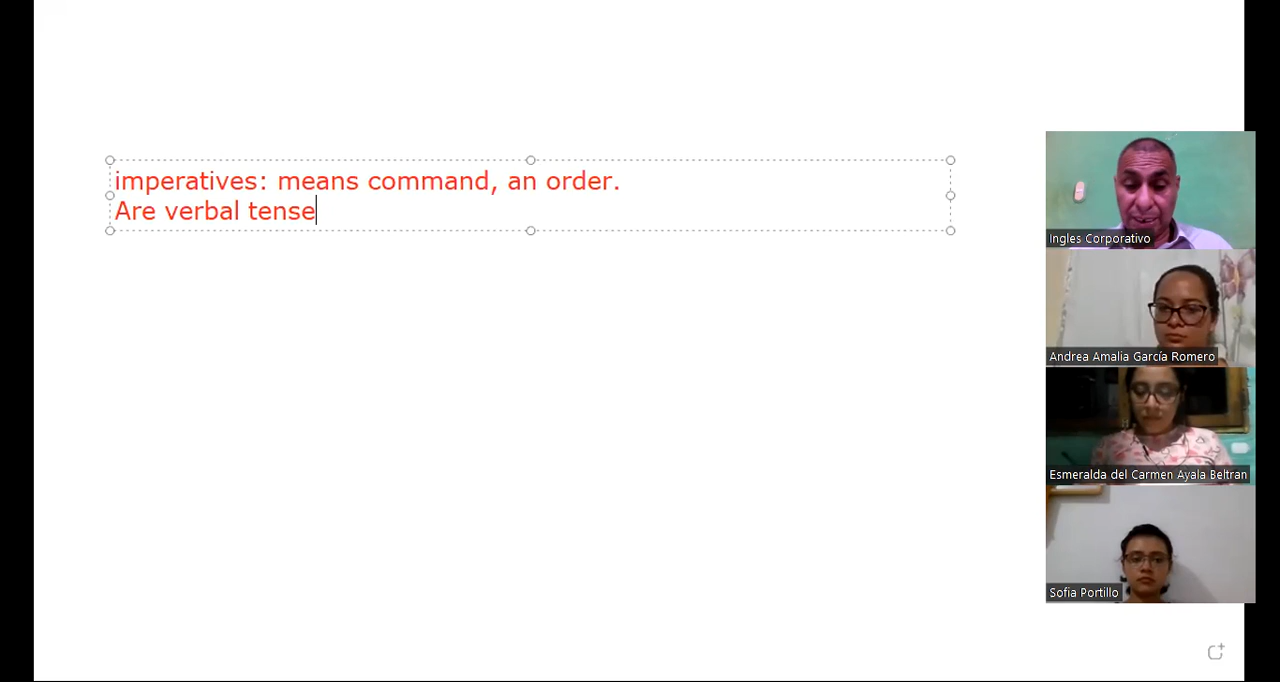 imperatives: means command, an order.
Are verbal tense
Ingles Corporativo
Andrea Amalia García Romero
Esmeralda del Carmen Ayala Beltran
Sofia Portillo